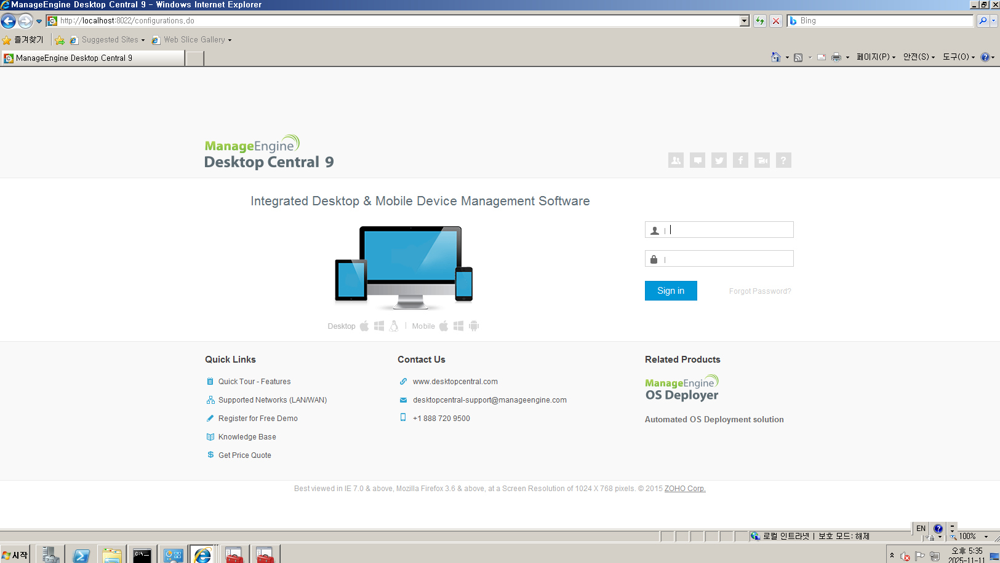 ManageEngine Desktop Central 9 - Windows Internet Explorer
http://localhost:8022/configurations.do
Bing
즐겨찾기
Suggested Sites
Web Slice Gallery
ManageEngine Desktop Central 9
페이지(P)
안전(S)
도구(O)
ManageEngine
Desktop Central 9
Integrated Desktop & Mobile Device Management Software
Sign in
Forgot Password?
Desktop | Mobile
Quick Links
Quick Tour - Features
Supported Networks (LAN/WAN)
Register for Free Demo
Knowledge Base
Get Price Quote
Contact Us
www.desktopcentral.com
desktopcentral-support@manageengine.com
+1 888 720 9500
Related Products
ManageEngine
OS Deployer
Automated OS Deployment solution
Best viewed in IE 7.0 & above, Mozilla Firefox 3.6 & above, at a Screen Resolution of 1024 X 768 pixels. © 2015 ZOHO Corp.
EN
로컬 인트라넷 | 보호 모드: 해제
100%
시작
C:\
오후 5:35
2025-11-11